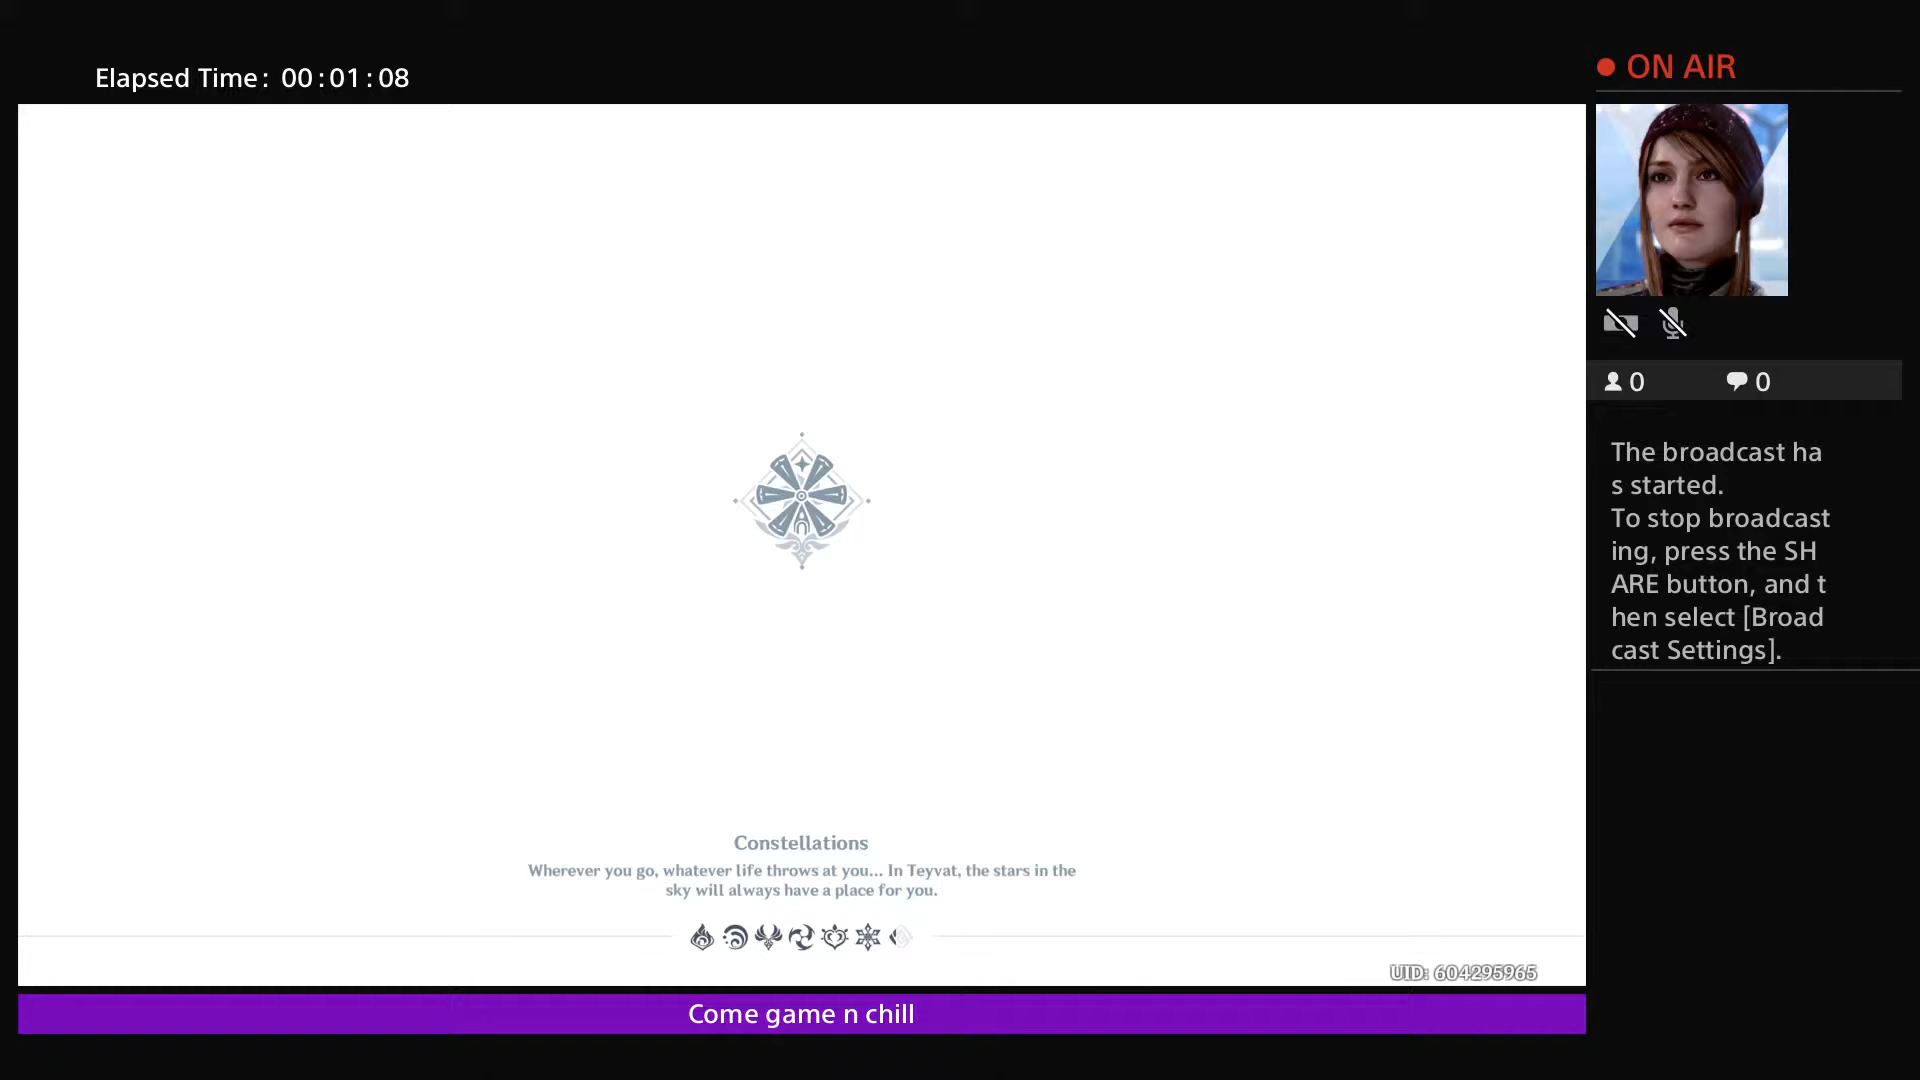 Elapsed Time: 00:01:08
ON AIR
0 0
The broadcast ha
s started.
To stop broadcast
ing, press the SH
ARE button, and t
hen select [Broad
cast Settings].
Constellations
Wherever you go, whatever life throws at you... In Teyvat, the stars in the
sky will always have a place for you.
UID: 604295965
Come game n chill